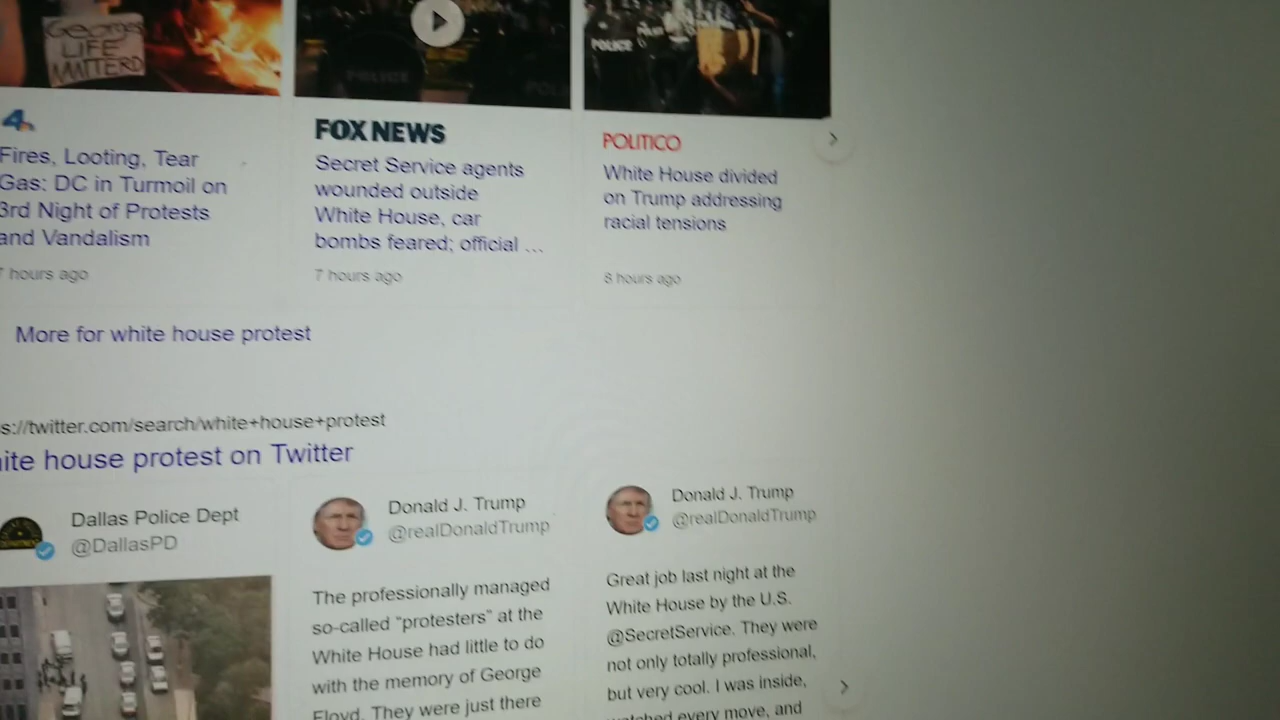 George's
LIFE
MATTERD
POLICE
POLICE
4
FOX NEWS
POLITICO
Fires, Looting, Tear
Gas: DC in Turmoil on
3rd Night of Protests
and Vandalism
7 hours ago
Secret Service agents
wounded outside
White House, car
bombs feared; official ...
7 hours ago
White House divided
on Trump addressing
racial tensions
8 hours ago
More for white house protest
s://twitter.com/search/white+house+protest
ite house protest on Twitter
Dallas Police Dept
@DallasPD
Donald J. Trump
@realDonaldTrump
The professionally managed
so-called "protesters" at the
White House had little to do
with the memory of George
Floyd. They were just there
Donald J. Trump
@realDonaldTrump
Great job last night at the
White House by the U.S.
@SecretService. They were
not only totally professional,
but very cool. I was inside,
watched every move, and